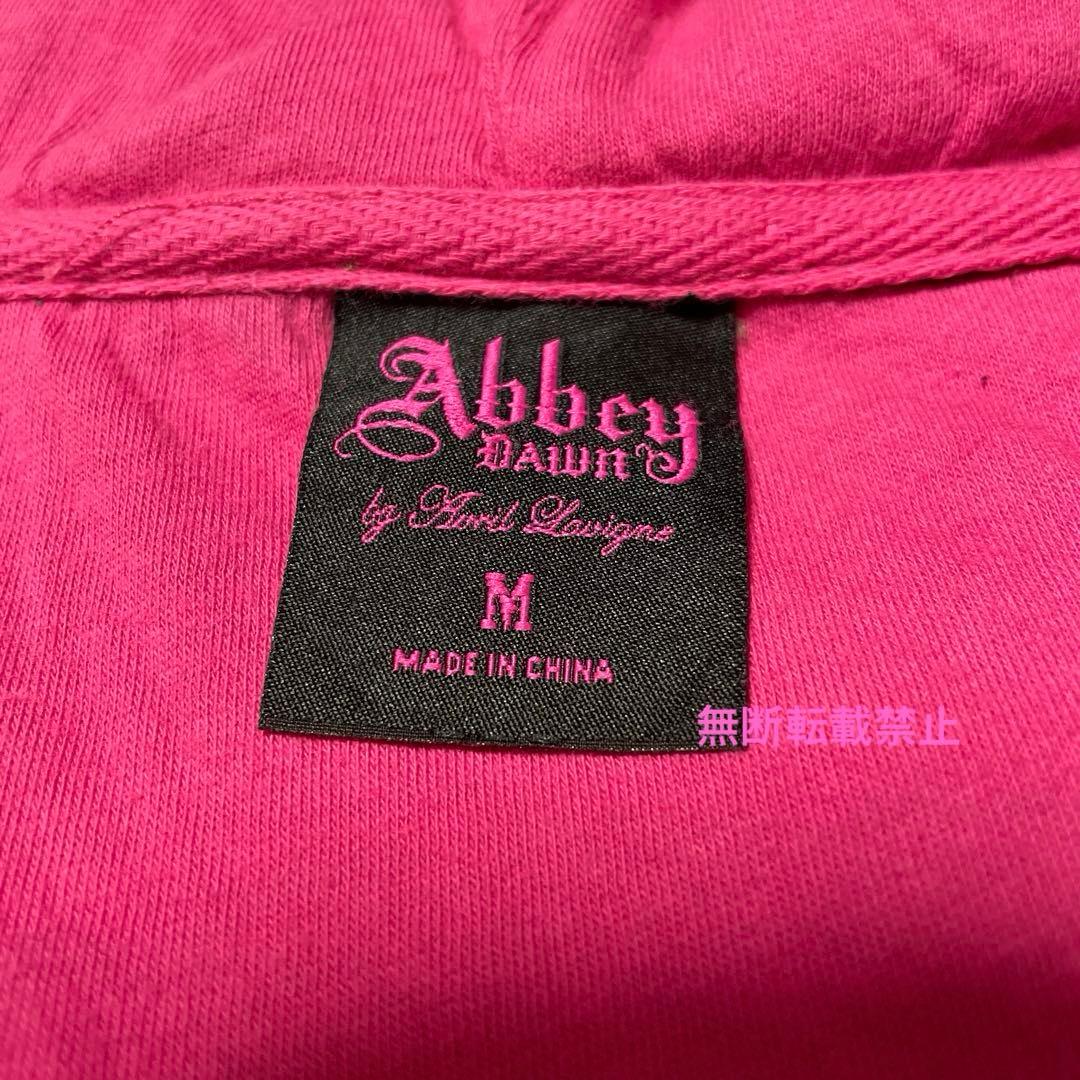 Abbey
DAWN
by Avril Lavigne
M
MADE IN CHINA
無断転載禁止